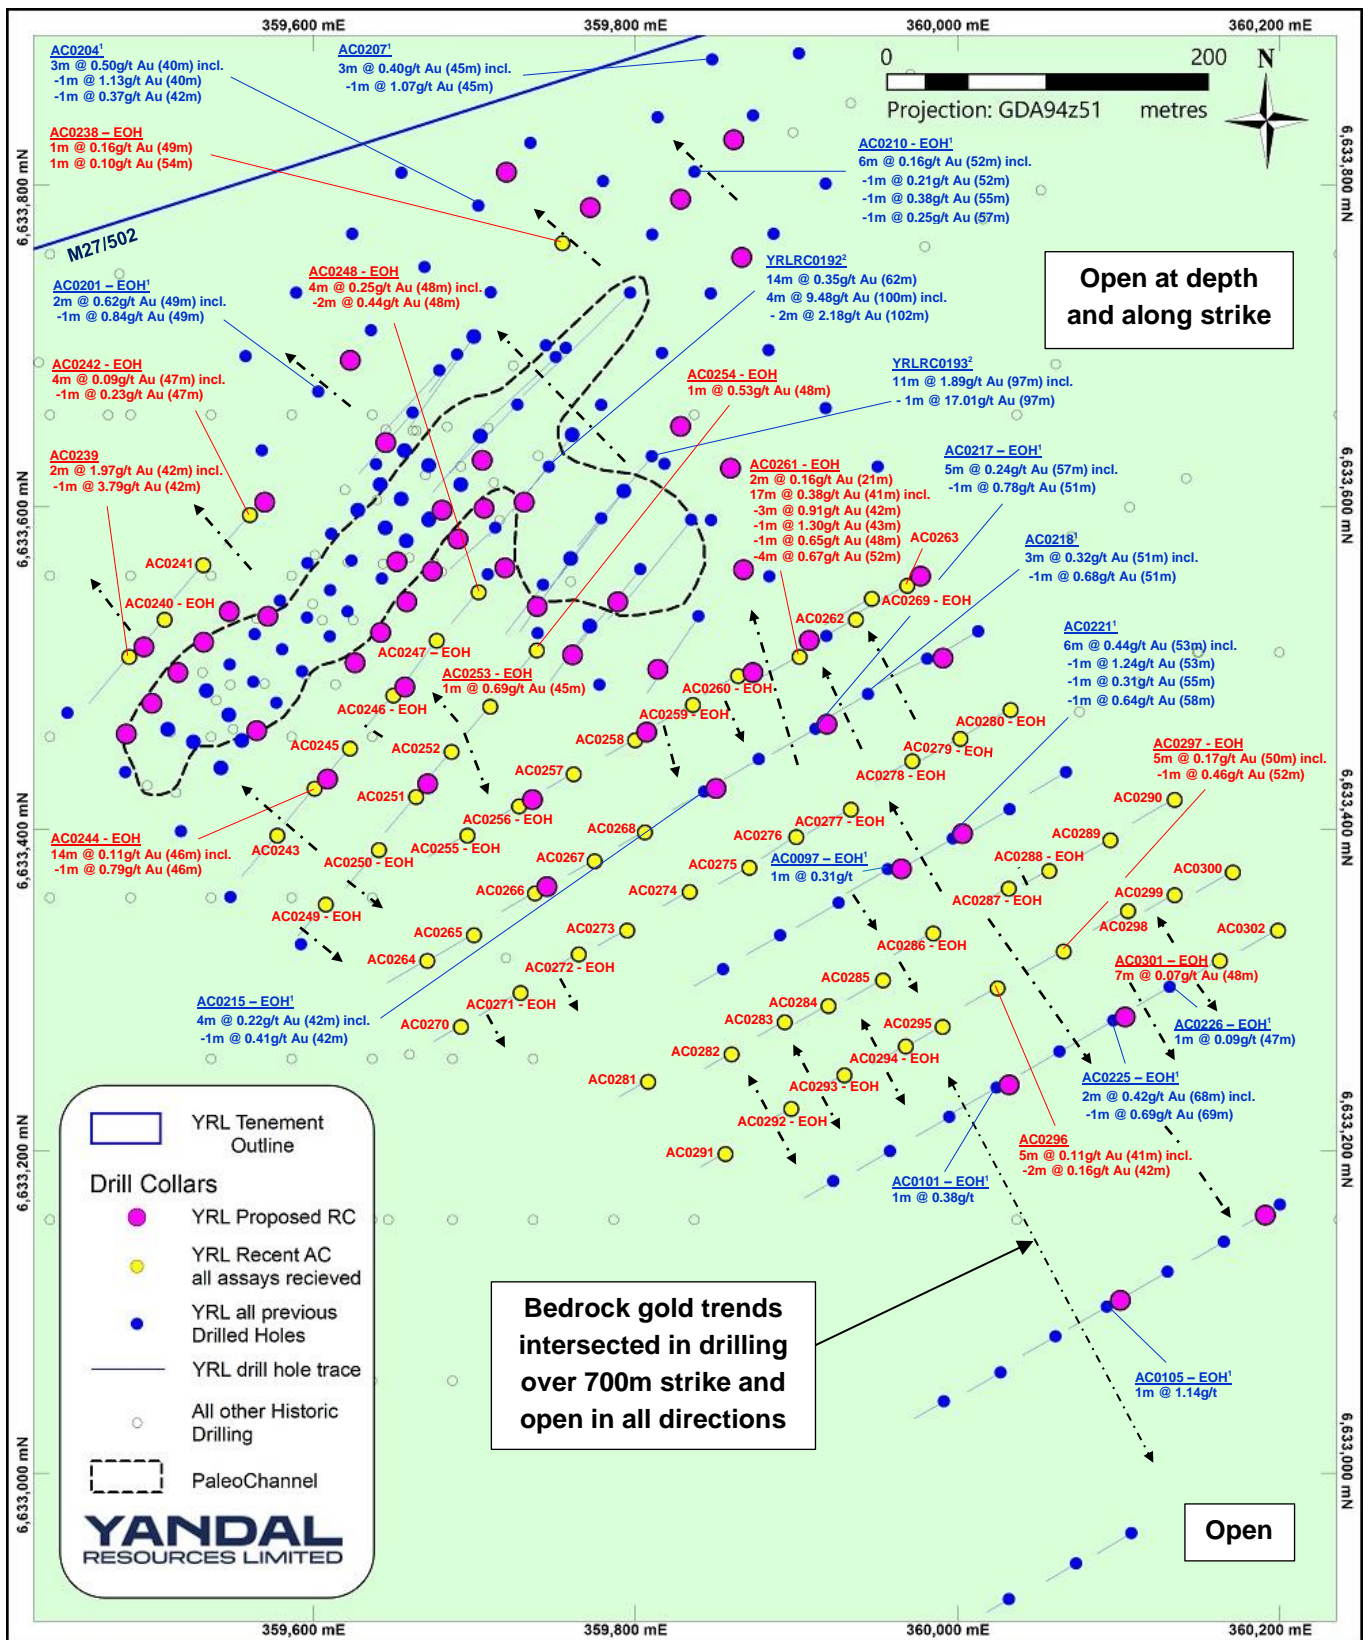 359,600 mE
359,800 mE
360,000 mE
360,200 mE
0
200
N
Projection: GDA94z51
metres
AC0204¹
3m @ 0.50g/t Au (40m) incl.
-1m @ 1.13g/t Au (40m)
-1m @ 0.37g/t Au (42m)
AC0207¹
3m @ 0.40g/t Au (45m) incl.
-1m @ 1.07g/t Au (45m)
AC0238 – EOH
1m @ 0.16g/t Au (49m)
1m @ 0.10g/t Au (54m)
AC0210 - EOH¹
6m @ 0.16g/t Au (52m) incl.
-1m @ 0.21g/t Au (52m)
-1m @ 0.38g/t Au (55m)
-1m @ 0.25g/t Au (57m)
6,633,800 mN
6,633,800 mN
M27/502
AC0201 – EOH¹
2m @ 0.62g/t Au (49m) incl.
-1m @ 0.84g/t Au (49m)
AC0248 - EOH
4m @ 0.25g/t Au (48m) incl.
-2m @ 0.44g/t Au (48m)
YRLRC0192²
14m @ 0.35g/t Au (62m)
4m @ 9.48g/t Au (100m) incl.
- 2m @ 2.18g/t Au (102m)
Open at depth
and along strike
AC0242 - EOH
4m @ 0.09g/t Au (47m) incl.
-1m @ 0.23g/t Au (47m)
AC0254 - EOH
1m @ 0.53g/t Au (48m)
YRLRC0193²
11m @ 1.89g/t Au (97m) incl.
- 1m @ 17.01g/t Au (97m)
AC0239
2m @ 1.97g/t Au (42m) incl.
-1m @ 3.79g/t Au (42m)
AC0261 - EOH
2m @ 0.16g/t Au (21m)
17m @ 0.38g/t Au (41m) incl.
-3m @ 0.91g/t Au (42m)
-1m @ 1.30g/t Au (43m)
-1m @ 0.65g/t Au (48m)
-4m @ 0.67g/t Au (52m)
AC0217 – EOH¹
5m @ 0.24g/t Au (57m) incl.
-1m @ 0.78g/t Au (51m)
6,633,600 mN
6,633,600 mN
AC0218¹
3m @ 0.32g/t Au (51m) incl.
-1m @ 0.68g/t Au (51m)
AC0263
AC0241
AC0240 - EOH
AC0269 - EOH
AC0262
AC0221¹
6m @ 0.44g/t Au (53m) incl.
-1m @ 1.24g/t Au (53m)
-1m @ 0.31g/t Au (55m)
-1m @ 0.64g/t Au (58m)
AC0247 – EOH
AC0253 - EOH
1m @ 0.69g/t Au (45m)
AC0260 - EOH
AC0246 - EOH
AC0259 - EOH
AC0280 - EOH
AC0258
AC0245
AC0252
AC0279 - EOH
AC0278 - EOH
AC0297 - EOH
5m @ 0.17g/t Au (50m) incl.
-1m @ 0.46g/t Au (52m)
AC0257
AC0251
AC0256 - EOH
AC0290
AC0277 - EOH
AC0268
AC0276
AC0289
6,633,400 mN
6,633,400 mN
AC0244 - EOH
14m @ 0.11g/t Au (46m) incl.
-1m @ 0.79g/t Au (46m)
AC0243
AC0255 - EOH
AC0250 - EOH
AC0267
AC0275
AC0097 – EOH¹
1m @ 0.31g/t
AC0288 - EOH
AC0300
AC0266
AC0274
AC0287 - EOH
AC0299
AC0298
AC0249 - EOH
AC0265
AC0273
AC0286 - EOH
AC0302
AC0264
AC0272 - EOH
AC0301 – EOH
7m @ 0.07g/t Au (48m)
AC0285
AC0271 - EOH
AC0215 – EOH¹
4m @ 0.22g/t Au (42m) incl.
-1m @ 0.41g/t Au (42m)
AC0284
AC0283
AC0270
AC0295
AC0226 – EOH¹
1m @ 0.09g/t (47m)
AC0282
AC0294 - EOH
AC0281
AC0293 - EOH
AC0225 – EOH¹
2m @ 0.42g/t Au (68m) incl.
-1m @ 0.69g/t Au (69m)
AC0292 - EOH
AC0291
AC0296
5m @ 0.11g/t Au (41m) incl.
-2m @ 0.16g/t Au (42m)
6,633,200 mN
6,633,200 mN
AC0101 – EOH¹
1m @ 0.38g/t
YRL Tenement
Outline
Drill Collars
YRL Proposed RC
YRL Recent AC
all assays recieved
YRL all previous
Drilled Holes
YRL drill hole trace
All other Historic
Drilling
PaleoChannel
YANDAL
RESOURCES LIMITED
Bedrock gold trends
intersected in drilling
over 700m strike and
open in all directions
AC0105 – EOH¹
1m @ 1.14g/t
6,633,000 mN
6,633,000 mN
Open
359,600 mE
359,800 mE
360,000 mE
360,200 mE